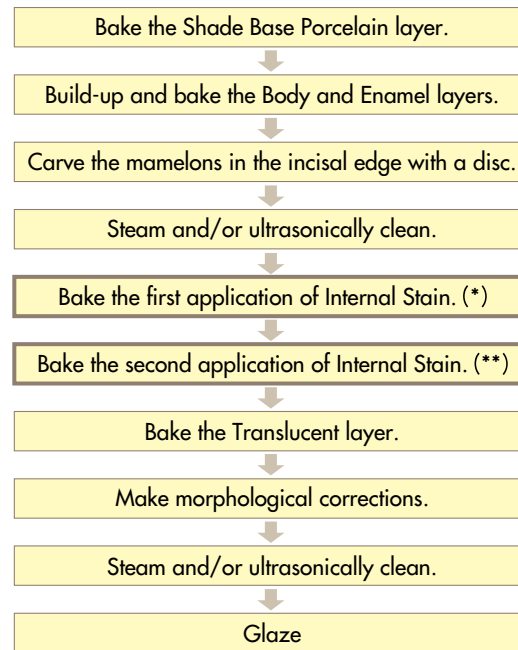 Bake the Shade Base Porcelain layer.
Build-up and bake the Body and Enamel layers.
Carve the mamelons in the incisal edge with a disc.
Steam and/or ultrasonically clean.
Bake the first application of Internal Stain. (*)
Bake the second application of Internal Stain. (**)
Bake the Translucent layer.
Make morphological corrections.
Steam and/or ultrasonically clean.
Glaze